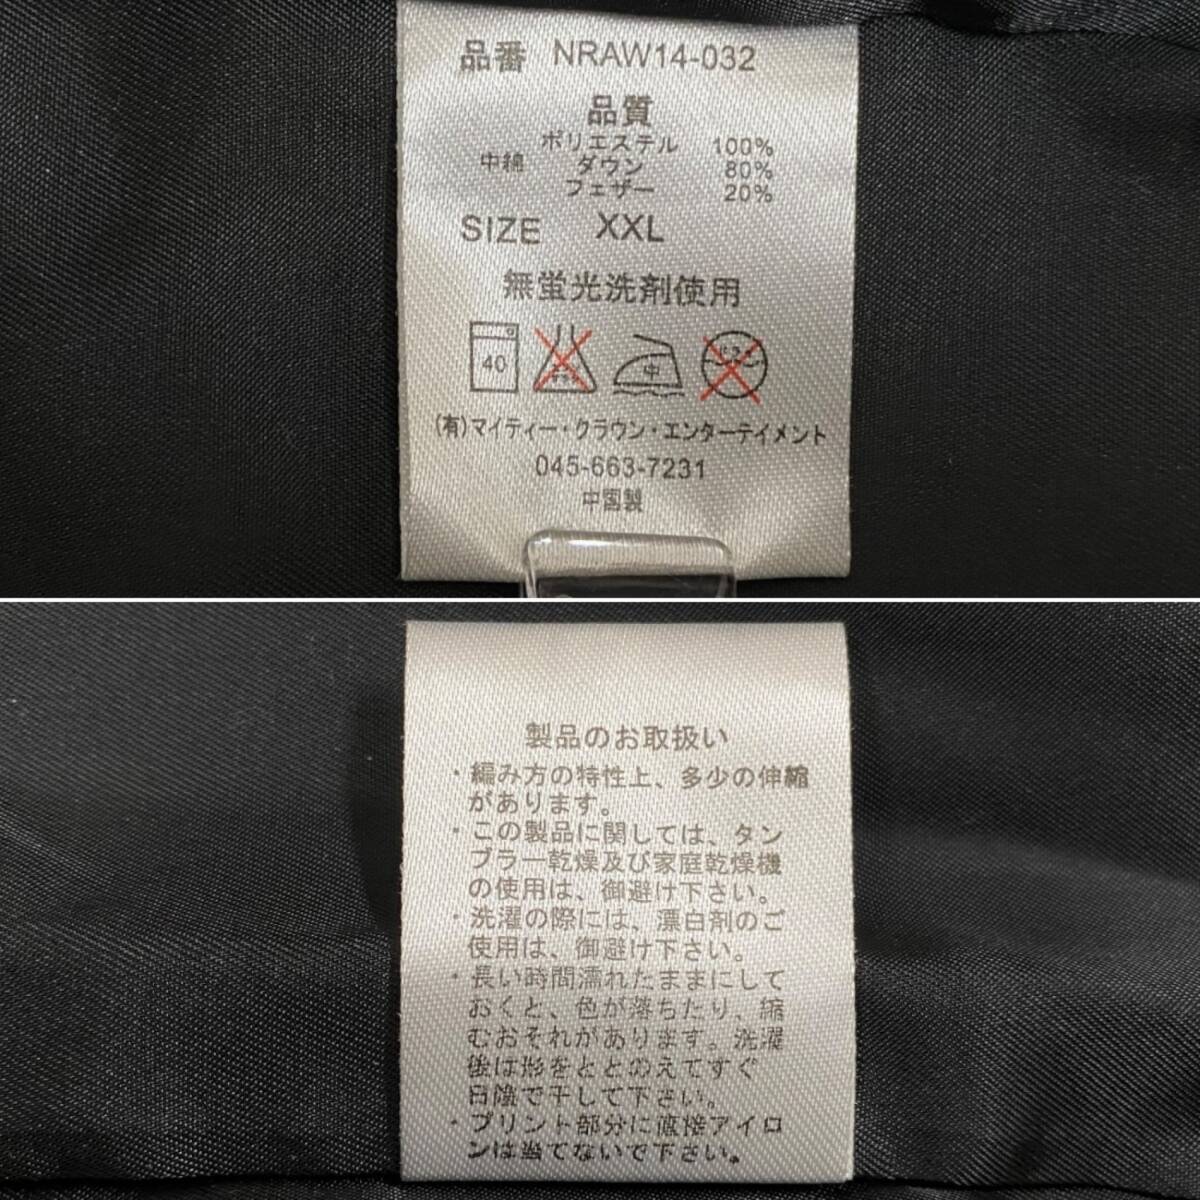 品番 NRAW14-032
品質
ポリエステル 100%
中綿 ダウン 80%
フェザー 20%
SIZE XXL
無蛍光洗剤使用
40 中
(有)マイティー・クラウン・エンターテイメント
045-663-7231
中国製
製品のお取扱い
・編み方の特性上、多少の伸縮
があります。
・この製品に関しては、タン
ブラー乾燥及び家庭乾燥機
の使用は、御避け下さい。
・洗濯の際には、漂白剤のご
使用は、御避け下さい。
・長い時間濡れたままにして
おくと、色が落ちたり、縮
むおそれがあります。洗濯
後は形をととのえてすぐ
日陰で干して下さい。
・プリント部分に直接アイロ
ンは当てないで下さい。